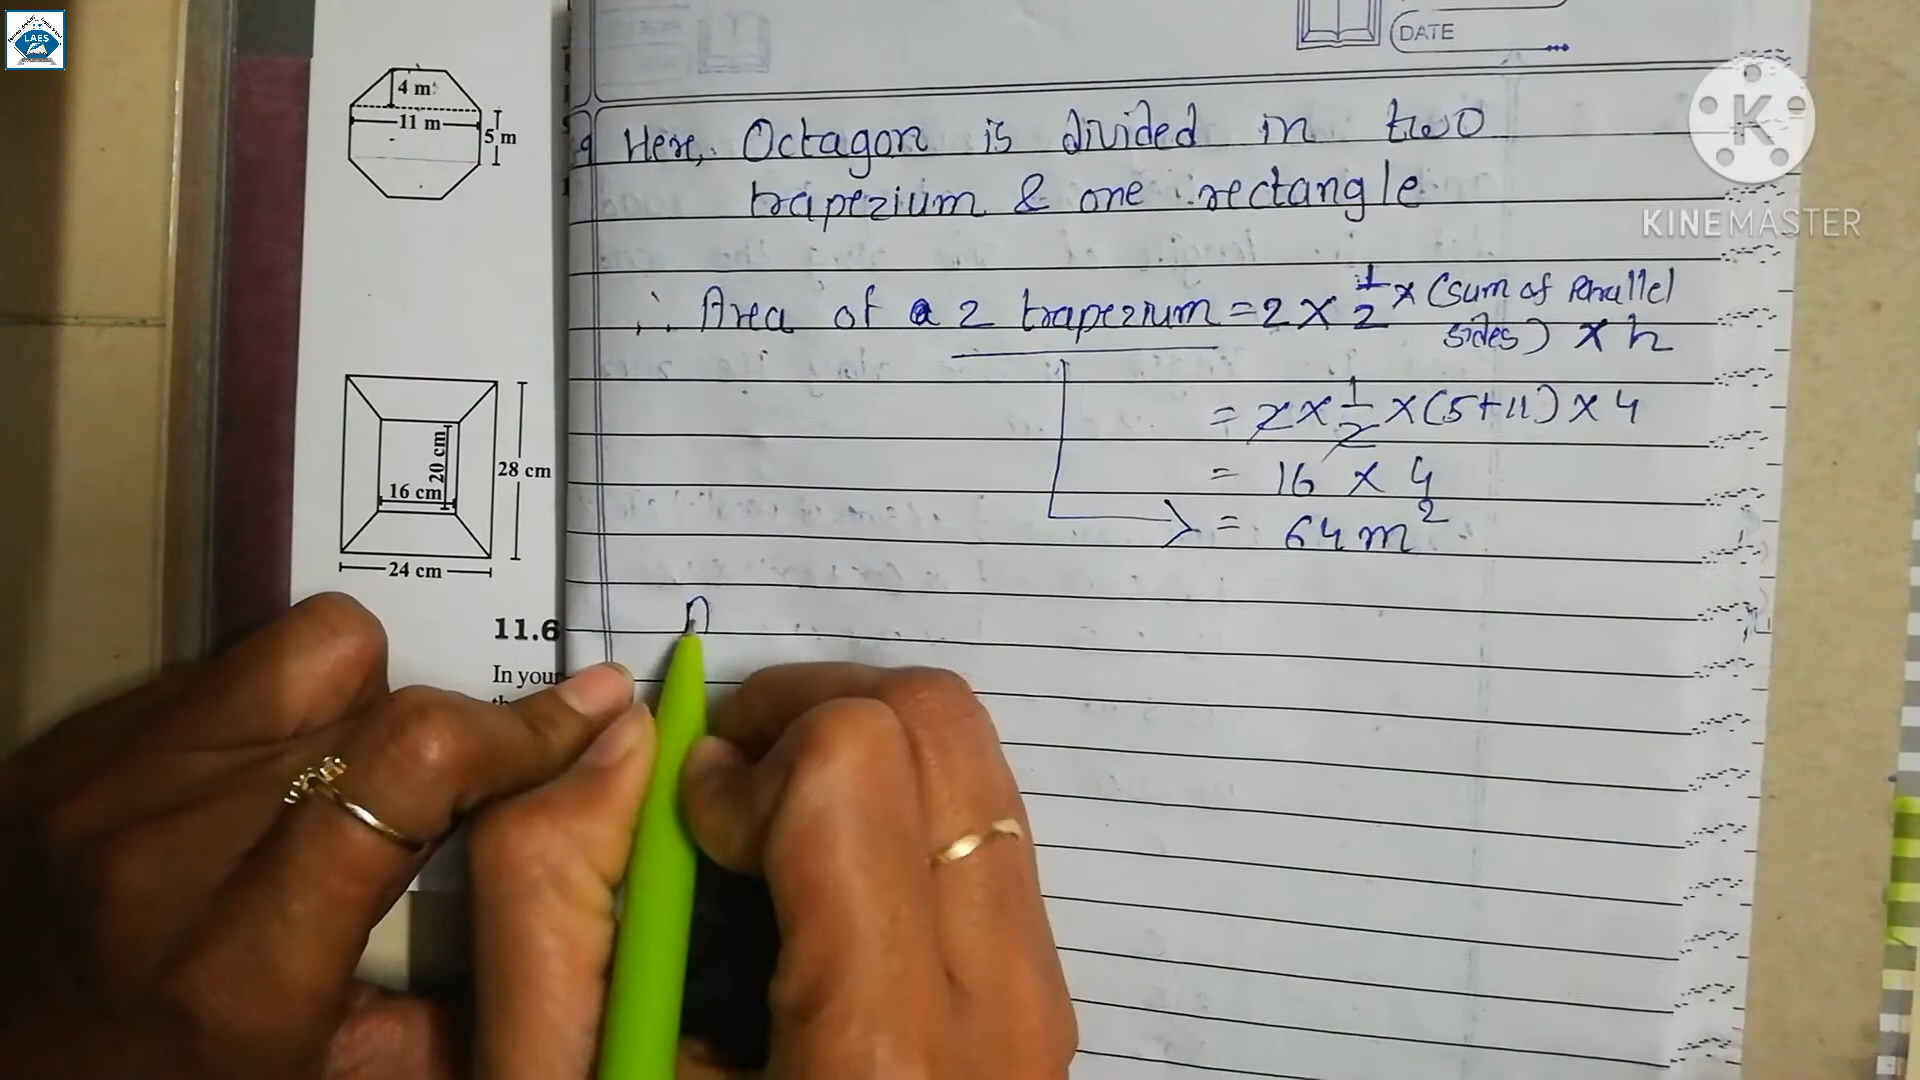 LAES
DATE
K
KINEMASTER
4 m
11 m
5 m
9 Here, Octagon is divided in two
trapezium & one rectangle
∴ Area of a 2 trapezium = 2 × 1/2 × (sum of Parallel
sides) × h
= 2 × 1/2 × (5+11) × 4
= 16 × 4
= 64 m²
20 cm
16 cm
28 cm
24 cm
11.6
In your